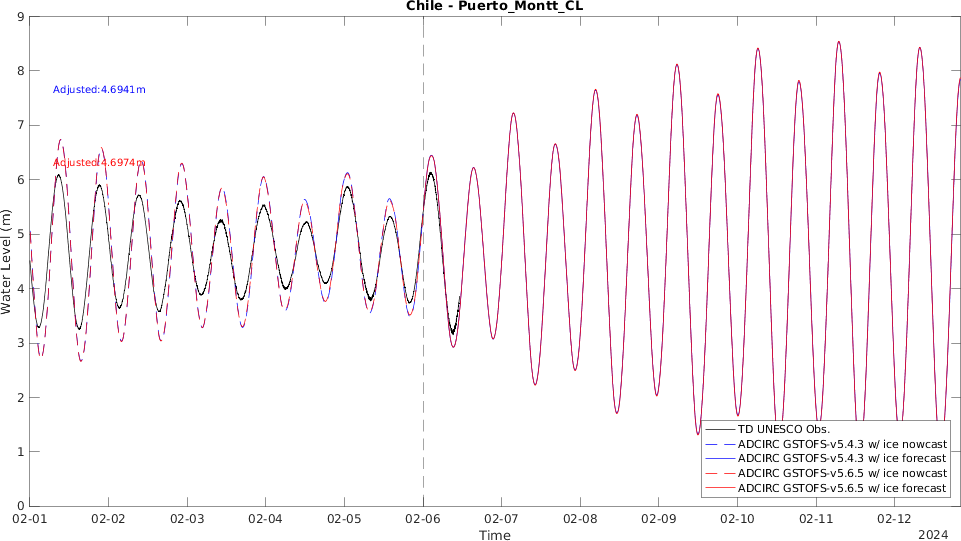 Chile - Puerto_Montt_CL
9
8
7
6
5
4
3
2
1
0
Water Level (m)
Adjusted:4.6941m
Adjusted:4.6974m
TD UNESCO Obs.
ADCIRC GSTOFS-v5.4.3 w/ ice nowcast
ADCIRC GSTOFS-v5.4.3 w/ ice forecast
ADCIRC GSTOFS-v5.6.5 w/ ice nowcast
ADCIRC GSTOFS-v5.6.5 w/ ice forecast
02-01 02-02 02-03 02-04 02-05 02-06 02-07 02-08 02-09 02-10 02-11 02-12
Time
2024